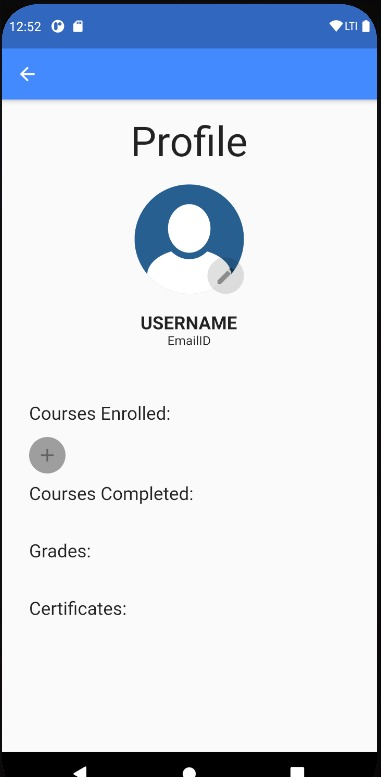 12:52 LTE
Profile
USERNAME
EmailID
Courses Enrolled:
+
Courses Completed:
Grades:
Certificates: